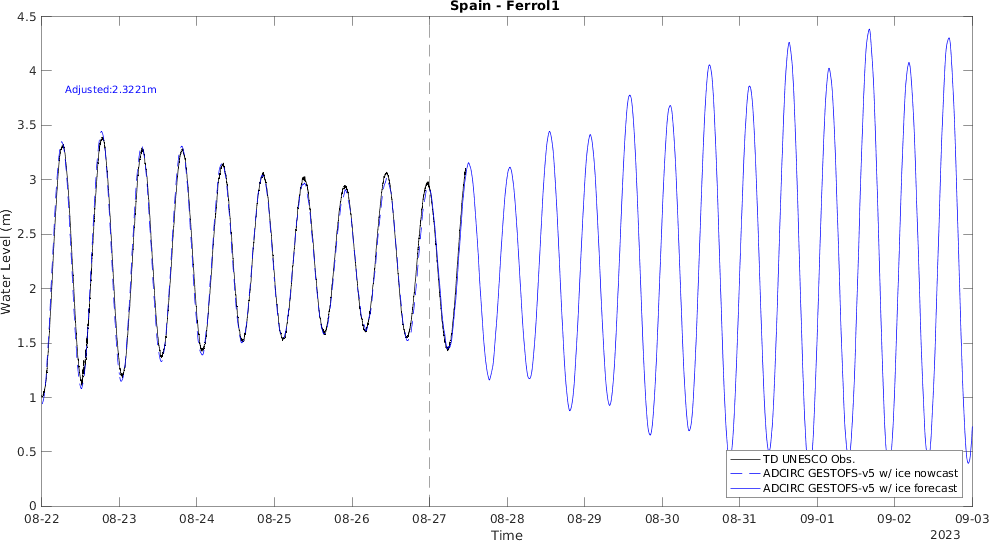 Spain - Ferrol1
Adjusted:2.3221m
Water Level (m)
4.5
4
3.5
3
2.5
2
1.5
1
0.5
0
TD UNESCO Obs.
ADCIRC GESTOFS-v5 w/ ice nowcast
ADCIRC GESTOFS-v5 w/ ice forecast
08-22 08-23 08-24 08-25 08-26 08-27 08-28 08-29 08-30 08-31 09-01 09-02 09-03
Time
2023